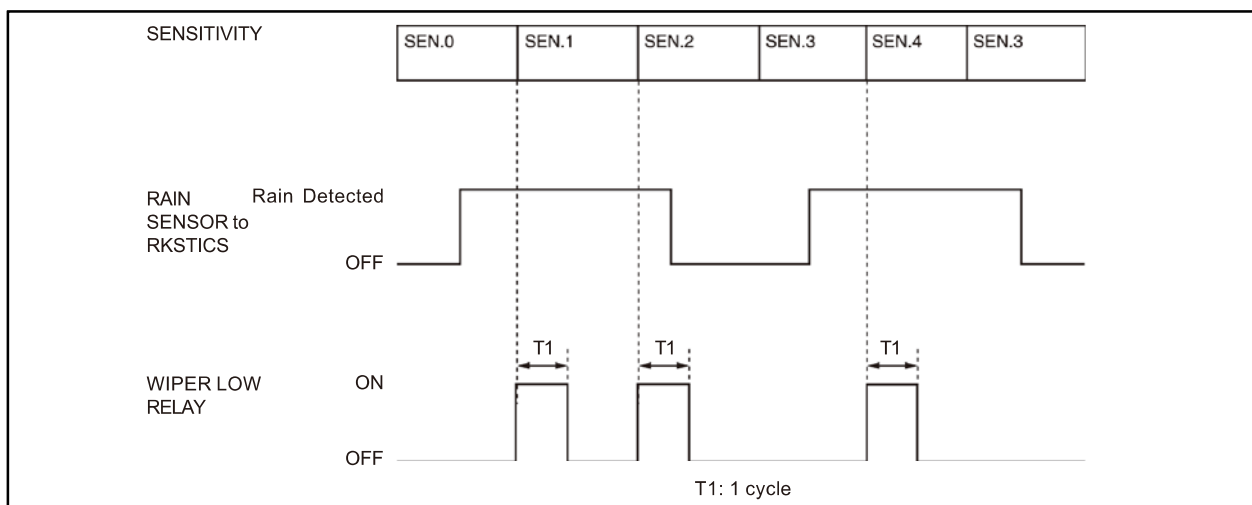 SENSITIVITY
SEN.0 SEN.1 SEN.2 SEN.3 SEN.4 SEN.3
RAIN
SENSOR to
RKSTICS
Rain Detected
OFF
T1 T1 T1
WIPER LOW
RELAY
ON
OFF
T1: 1 cycle